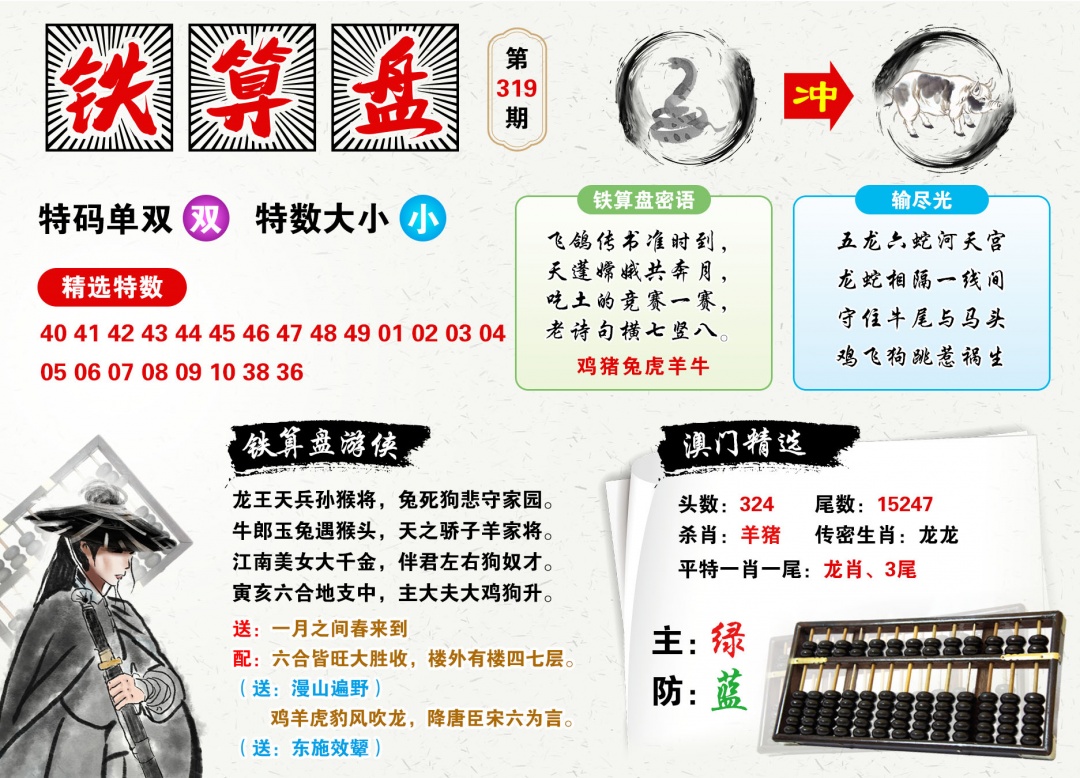 铁算盘
第
319
期
冲
特码单双 双 特数大小 小
精选特数
40 41 42 43 44 45 46 47 48 49 01 02 03 04
05 06 07 08 09 10 38 36
铁算盘密语
飞鸽传书准时到，
天蓬嫦娥共奔月，
吃土的竞赛一赛，
老诗句横七竖八。
鸡猪兔虎羊牛
输尽光
五龙六蛇河天宫
龙蛇相隔一线间
守住牛尾与马头
鸡飞狗跳惹祸生
铁算盘游侠
龙王天兵孙猴将，兔死狗悲守家园。
牛郎玉兔遇猴头，天之骄子羊家将。
江南美女大千金，伴君左右狗奴才。
寅亥六合地支中，主大夫大鸡狗升。
送：一月之间春来到
配：六合皆旺大胜收，楼外有楼四七层。
（送：漫山遍野）
鸡羊虎豹风吹龙，降唐臣宋六为言。
（送：东施效颦）
澳门精选
头数：324 尾数：15247
杀肖：羊猪 传密生肖：龙龙
平特一肖一尾：龙肖、3尾
主：绿
防：蓝